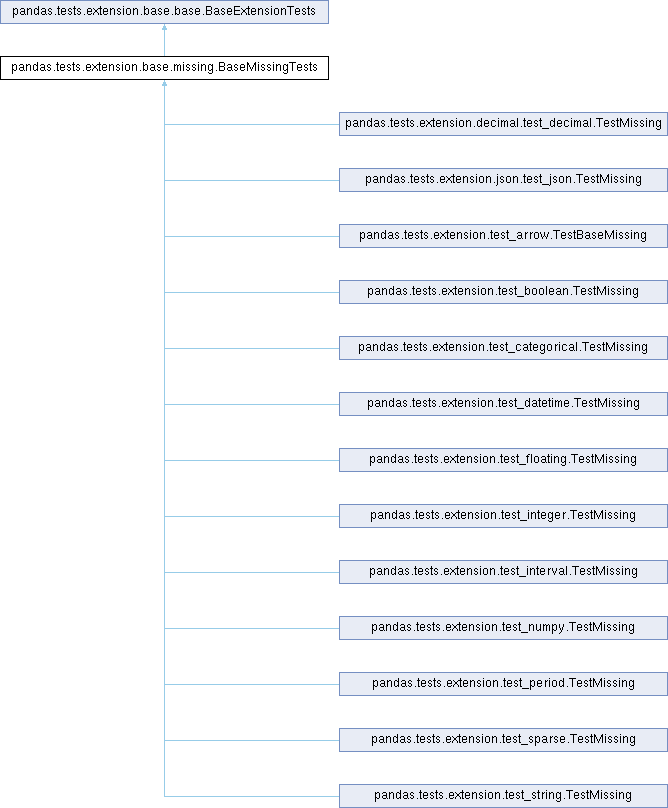 pandas.tests.extension.base.base.BaseExtensionTests
pandas.tests.extension.base.missing.BaseMissingTests
pandas.tests.extension.decimal.test_decimal.TestMissing
pandas.tests.extension.json.test_json.TestMissing
pandas.tests.extension.test_arrow.TestBaseMissing
pandas.tests.extension.test_boolean.TestMissing
pandas.tests.extension.test_categorical.TestMissing
pandas.tests.extension.test_datetime.TestMissing
pandas.tests.extension.test_floating.TestMissing
pandas.tests.extension.test_integer.TestMissing
pandas.tests.extension.test_interval.TestMissing
pandas.tests.extension.test_numpy.TestMissing
pandas.tests.extension.test_period.TestMissing
pandas.tests.extension.test_sparse.TestMissing
pandas.tests.extension.test_string.TestMissing